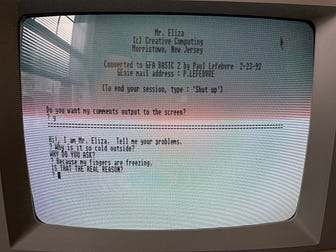 Mr. Eliza
(c) Creative Computing
Morristown, New Jersey
Converted to GFA BASIC 2 by Paul Lefebvre  2-23-92
GEnie mail address : P.LEFEBVRE
(To end your session, type : 'Shut up')
Do you want my comments output to the screen?
? y
Hi, I am Mr. Eliza.  Tell me your problems.
? Why is it so cold outside?
WHY DO YOU ASK?
? Because my fingers are freezing.
IS THAT THE REAL REASON?
?